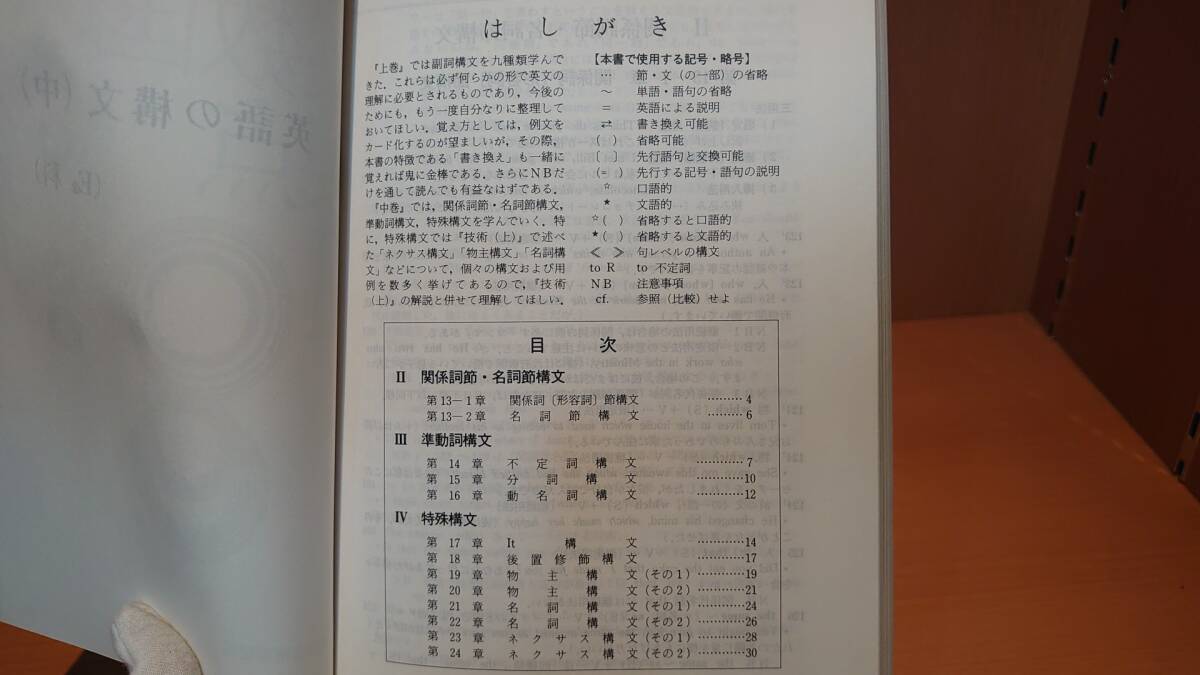 はしがき
『上巻』では副詞構文を九種類学んで
きた．これらは必ず何らかの形で英文の
理解に必要とされるものであり，今後の
ためにも，もう一度自分なりに整理して
おいてほしい．覚え方としては，例文を
カード化するのが望ましいが，その際，
本書の特徴である「書き換え」も一緒に
覚えれば鬼に金棒である．さらにNBだ
けを通して読んでも有益なはずである．
『中巻』では，関係詞節・名詞節構文，
準動詞構文，特殊構文を学んでいく．特
に，特殊構文では『技術（上）』で述べ
た「ネクサス構文」「物主構文」「名詞構
文」などについて，個々の構文および用
例を数多く挙げてあるので，『技術
（上）』の解説と併せて理解してほしい．
【本書で使用する記号・略号】
… 節・文（の一部）の省略
～ 単語・語句の省略
＝ 英語による説明
⇄ 書き換え可能
（ ） 省略可能
〔 〕 先行語句と交換可能
（＝） 先行する記号・語句の説明
☆ 口語的
★ 文語的
☆（ ） 省略すると口語的
★（ ） 省略すると文語的
≪ ≫ 句レベルの構文
to R to 不定詞
NB 注意事項
cf. 参照（比較）せよ
目次
Ⅱ 関係詞節・名詞節構文
第13－1章 関係詞〔形容詞〕節構文 ………4
第13－2章 名詞節構文 …………6
Ⅲ 準動詞構文
第14章 不定詞構文 …………7
第15章 分詞構文 …………10
第16章 動名詞構文 …………12
Ⅳ 特殊構文
第17章 It構文 …………14
第18章 後置修飾構文 …………17
第19章 物主構文（その1）…………19
第20章 物主構文（その2）…………21
第21章 名詞構文（その1）…………24
第22章 名詞構文（その2）…………26
第23章 ネクサス構文（その1）…………28
第24章 ネクサス構文（その2）…………30
英語の構文（中）